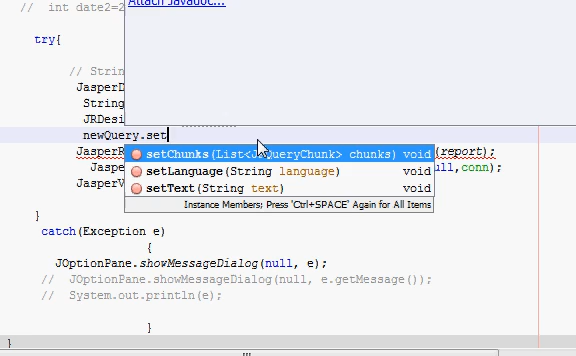 Attach Javadoc...
// int date2=2
try{
// Strin
JasperD
String
JRDesi
newQuery.set
setChunks(List<JRQueryChunk> chunks) void
JasperR (report);
setLanguage(String language) void
Jaspe ull,conn);
setText(String text) void
JasperV
Instance Members; Press 'Ctrl+SPACE' Again for All Items
}
catch(Exception e)
{
JOptionPane.showMessageDialog(null, e);
// JOptionPane.showMessageDialog(null, e.getMessage());
// System.out.println(e);
}
}